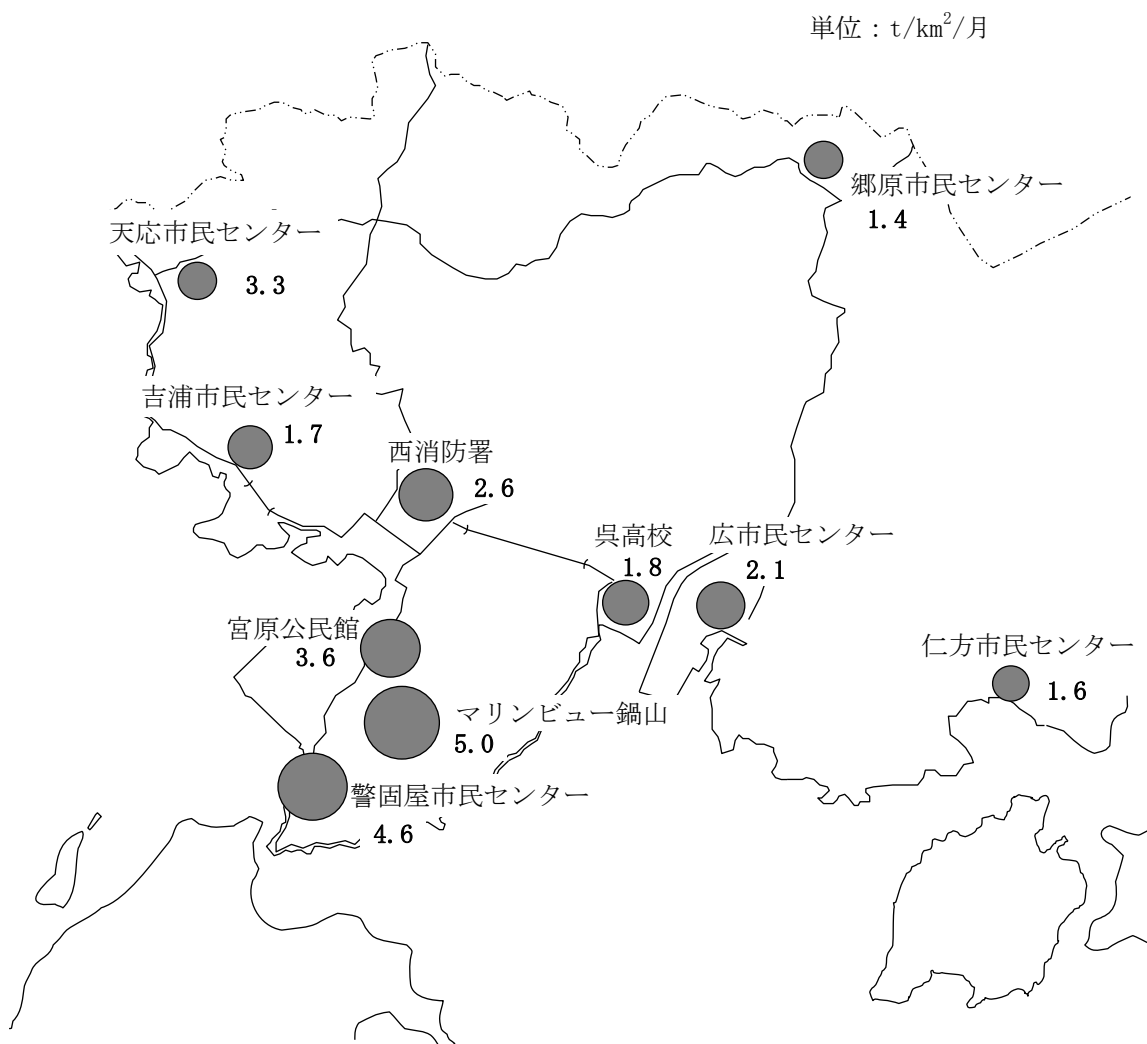 単位：t/km²/月
郷原市民センター
1.4
天応市民センター
3.3
吉浦市民センター
1.7
西消防署
2.6
呉高校
1.8
広市民センター
2.1
宮原公民館
3.6
仁方市民センター
1.6
マリンビュー鍋山
5.0
警固屋市民センター
4.6